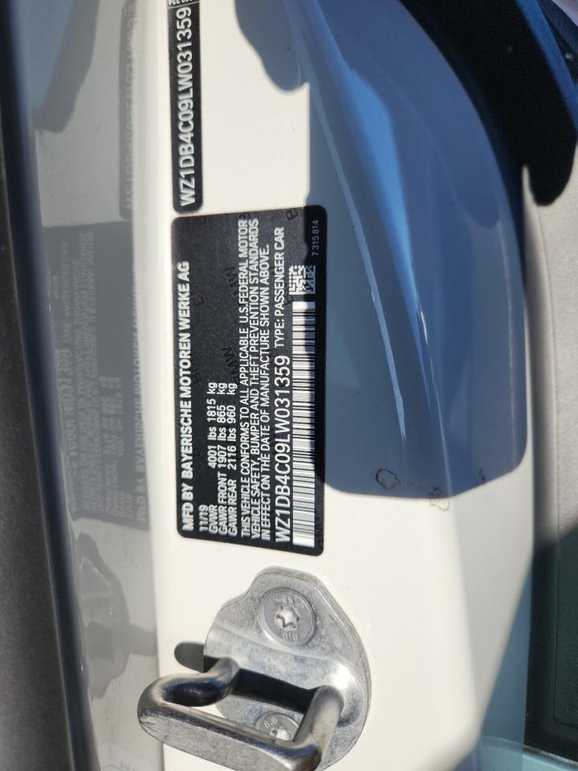 WZ1DB4C09LW031359
MFD BY BAYERISCHE MOTOREN WERKE AG
11/19
GVWR 4001 lbs 1815 kg
GAWR FRONT 1907 lbs 865 kg
GAWR REAR 2116 lbs 960 kg
THIS VEHICLE CONFORMS TO ALL APPLICABLE U.S.FEDERAL MOTOR
VEHICLE SAFETY, BUMPER AND THEFT PREVENTION STANDARDS
IN EFFECT ON THE DATE OF MANUFACTURE SHOWN ABOVE.
WZ1DB4C09LW031359 TYPE: PASSENGER CAR
7 315 814